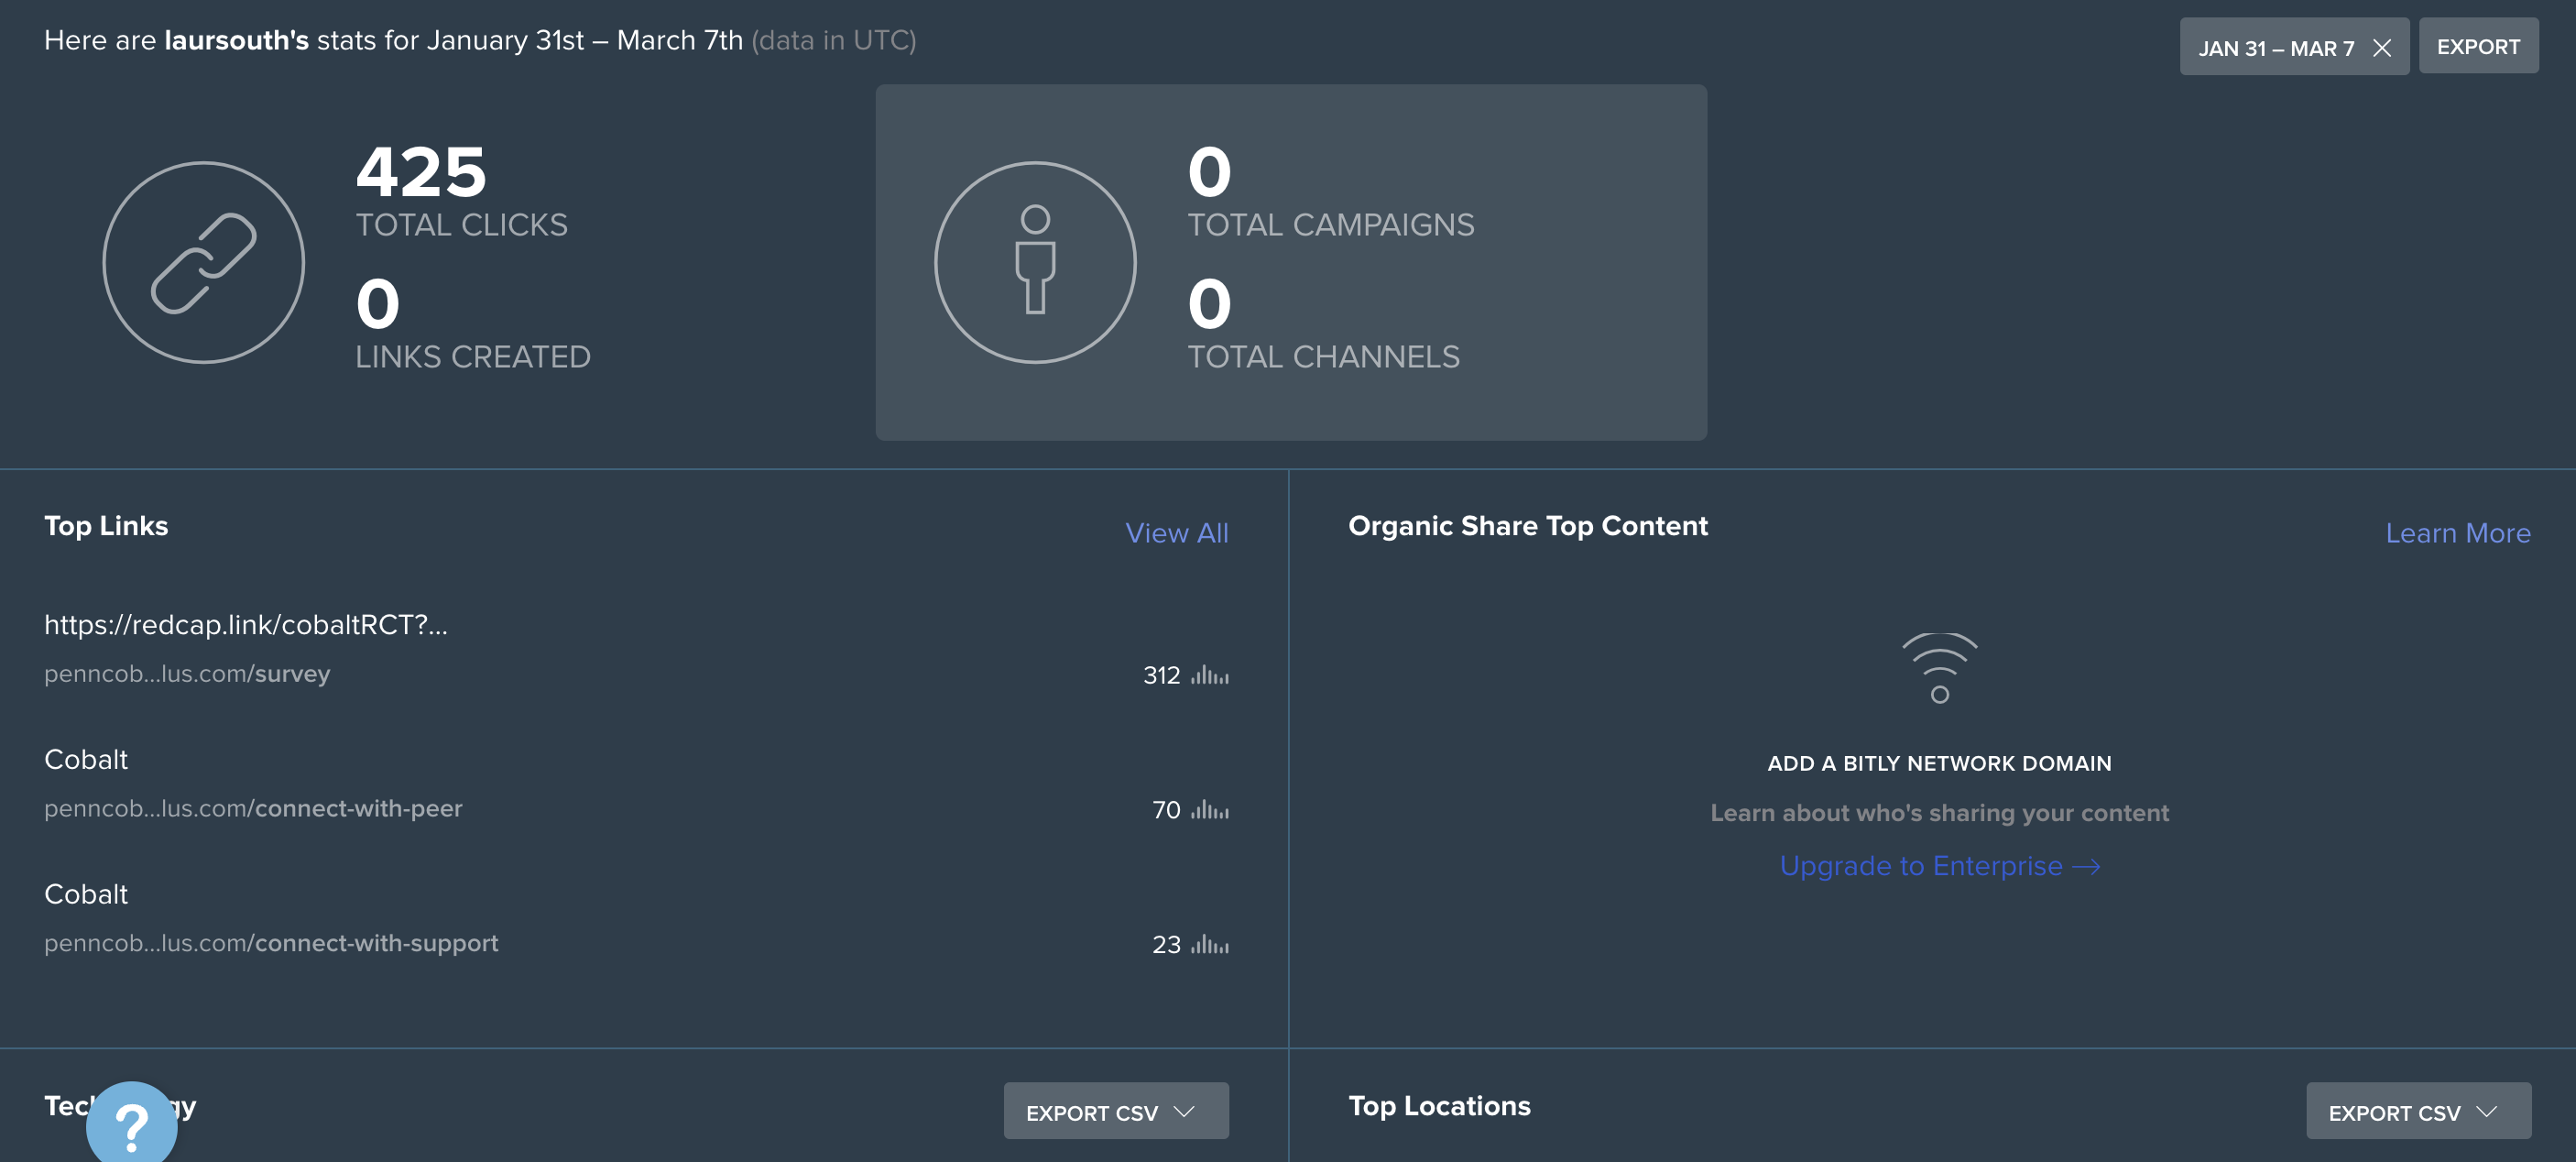 Here are laursouth's stats for January 31st – March 7th (data in UTC)
JAN 31 – MAR 7
EXPORT
425
TOTAL CLICKS
0
LINKS CREATED
0
TOTAL CAMPAIGNS
0
TOTAL CHANNELS
Top Links
View All
https://redcap.link/cobaltRCT?...
penncob...lus.com/survey
312
Cobalt
penncob...lus.com/connect-with-peer
70
Cobalt
penncob...lus.com/connect-with-support
23
Organic Share Top Content
Learn More
ADD A BITLY NETWORK DOMAIN
Learn about who's sharing your content
Upgrade to Enterprise →
EXPORT CSV
Top Locations
EXPORT CSV
?